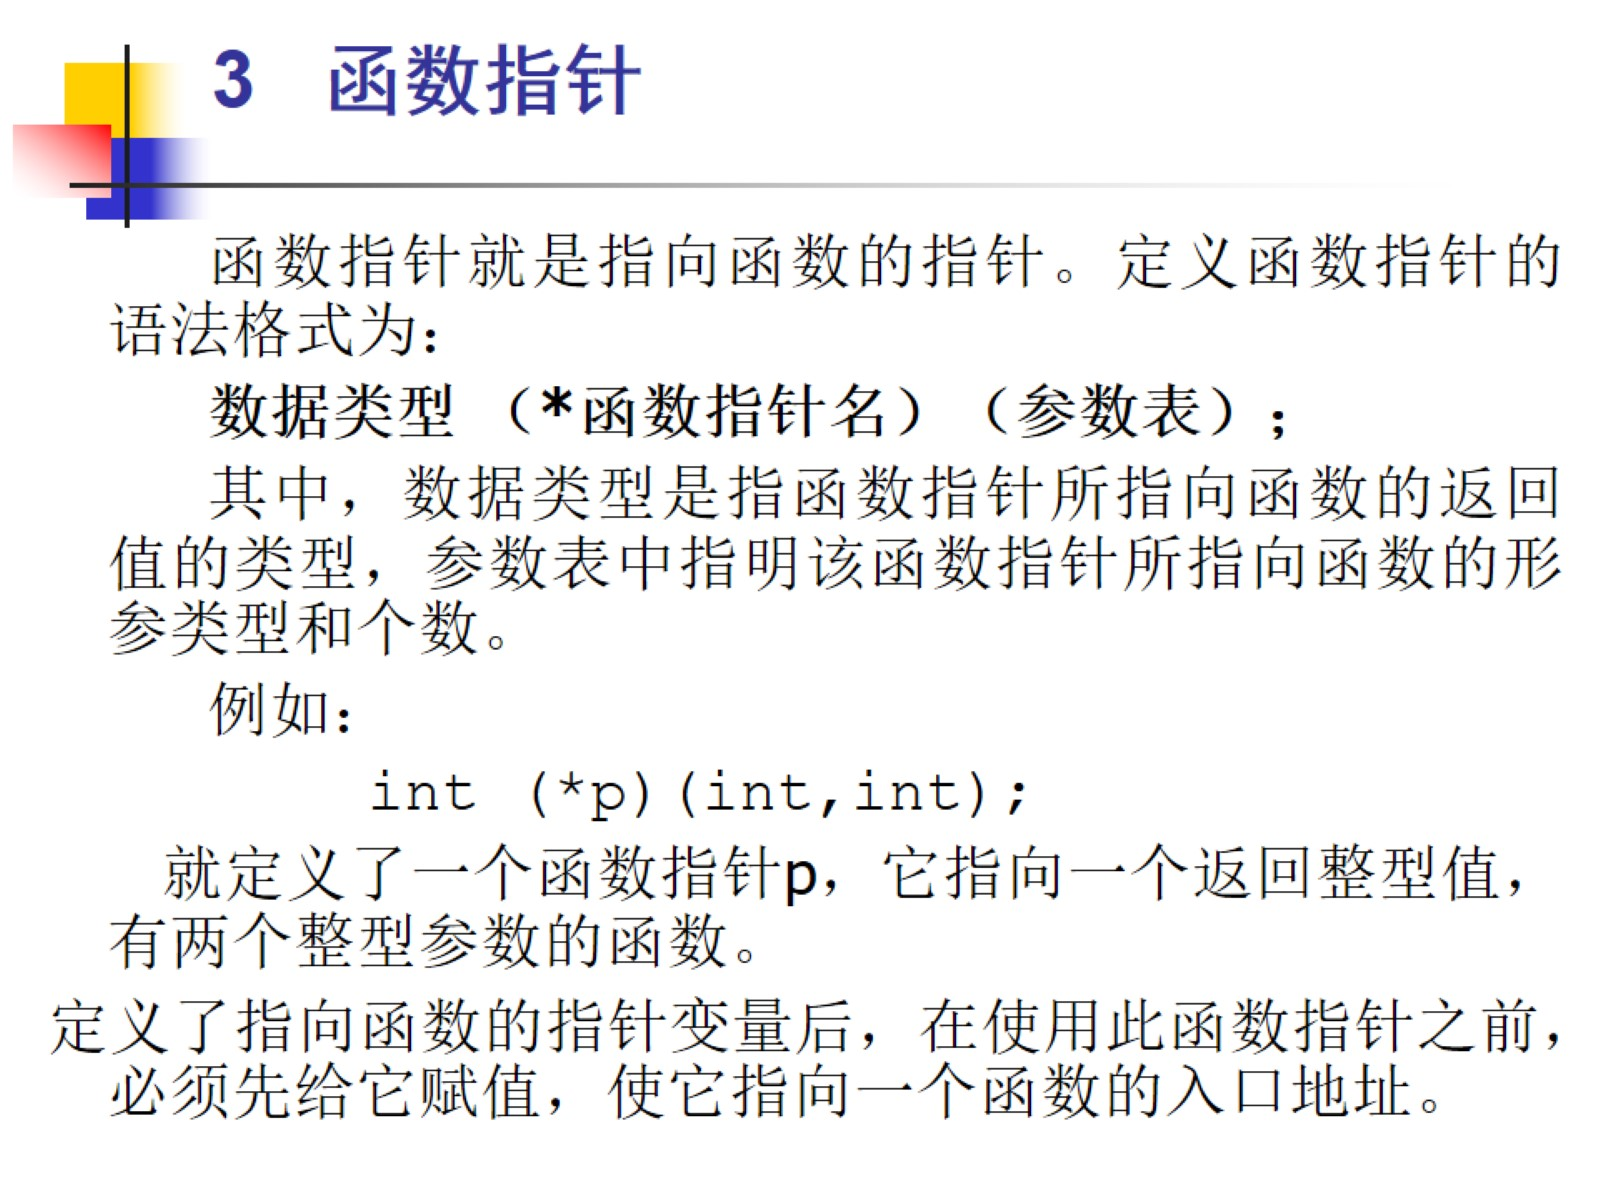 3 函数指针
函数指针就是指向函数的指针。定义函数指针的
语法格式为：
数据类型 （*函数指针名）（参数表）；
其中，数据类型是指函数指针所指向函数的返回
值的类型，参数表中指明该函数指针所指向函数的形
参类型和个数。
例如：
int (*p)(int,int);
就定义了一个函数指针p，它指向一个返回整型值，
有两个整型参数的函数。
定义了指向函数的指针变量后，在使用此函数指针之前，
必须先给它赋值，使它指向一个函数的入口地址。